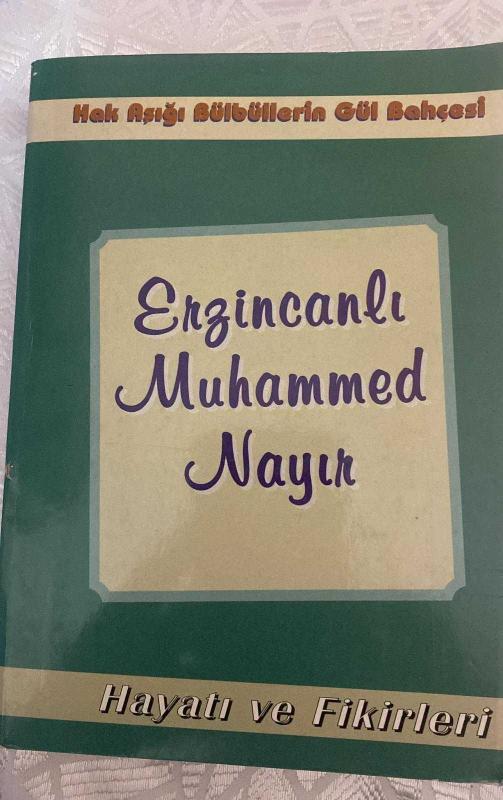 Hak Aşığı Bülbüllerin Gül Bahçesi
Erzincanlı
Muhammed
Nayır
Hayatı ve Fikirleri